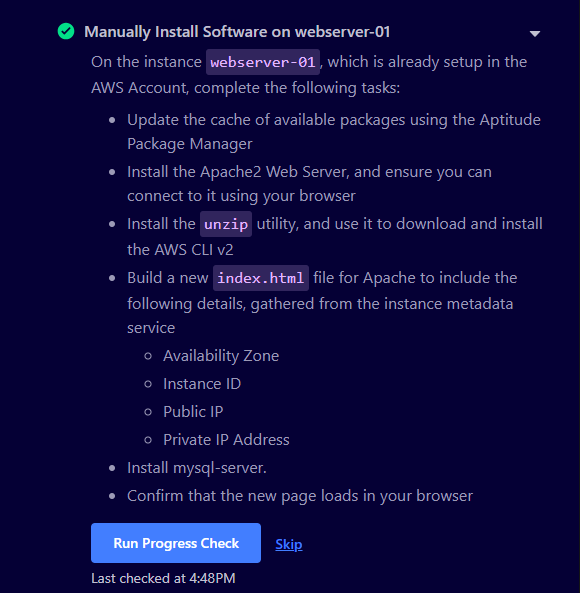 Manually Install Software on webserver-01
On the instance webserver-01, which is already setup in the
AWS Account, complete the following tasks:
Update the cache of available packages using the Aptitude
Package Manager
Install the Apache2 Web Server, and ensure you can
connect to it using your browser
Install the unzip utility, and use it to download and install
the AWS CLI v2
Build a new index.html file for Apache to include the
following details, gathered from the instance metadata
service
Availability Zone
Instance ID
Public IP
Private IP Address
Install mysql-server.
Confirm that the new page loads in your browser
Run Progress Check Skip
Last checked at 4:48PM